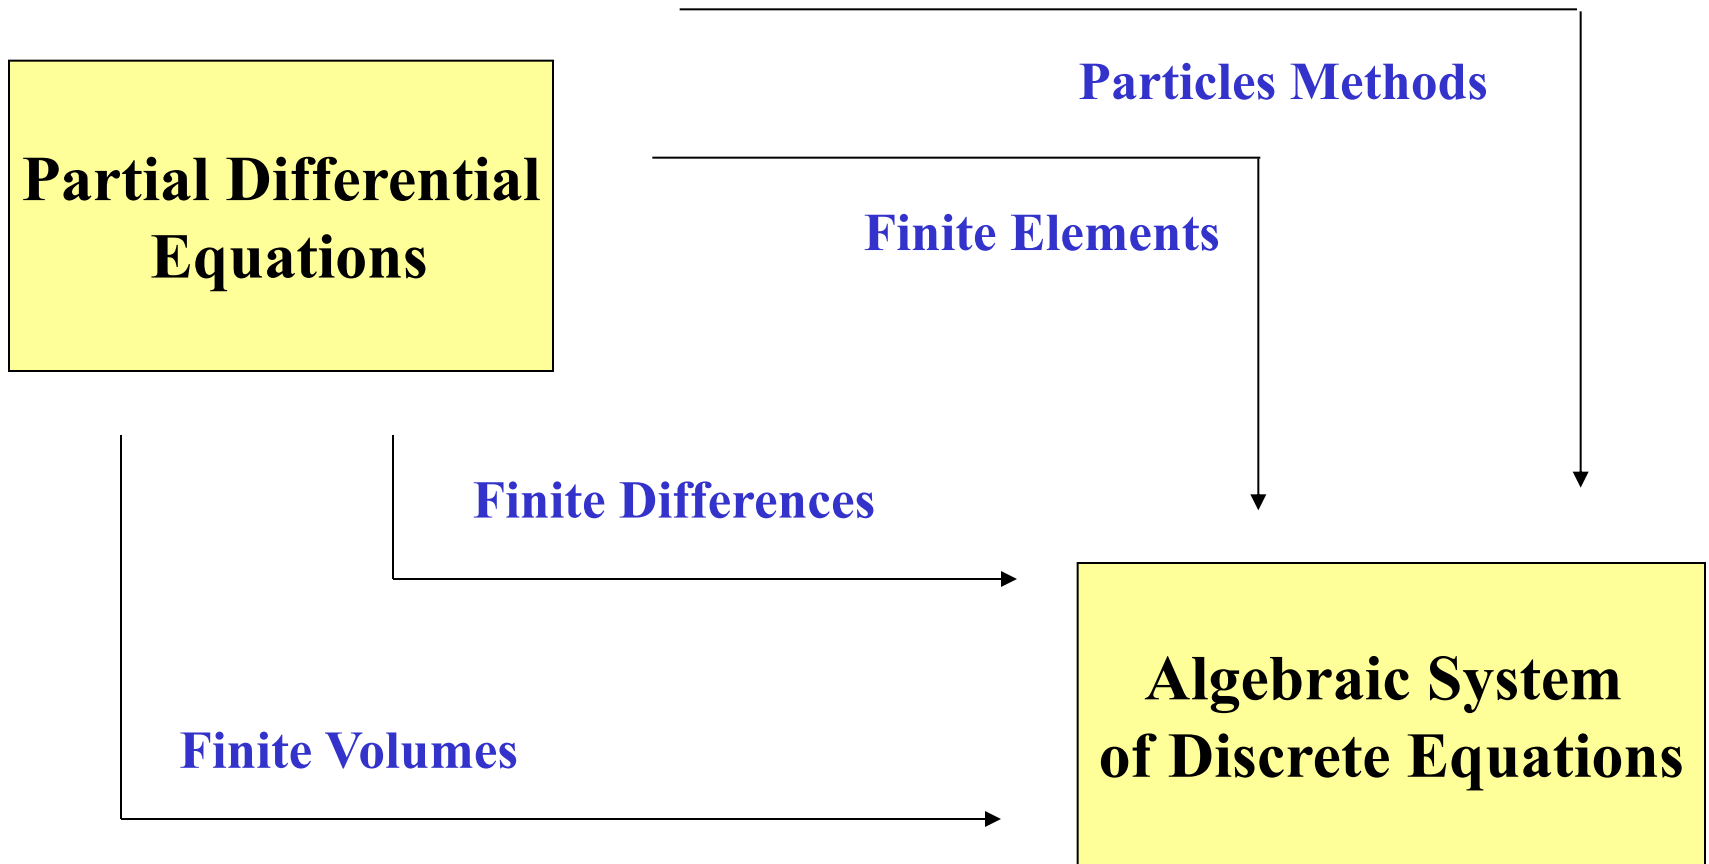 Particles Methods
Partial Differential
Equations
Finite Elements
Finite Differences
Algebraic System
of Discrete Equations
Finite Volumes